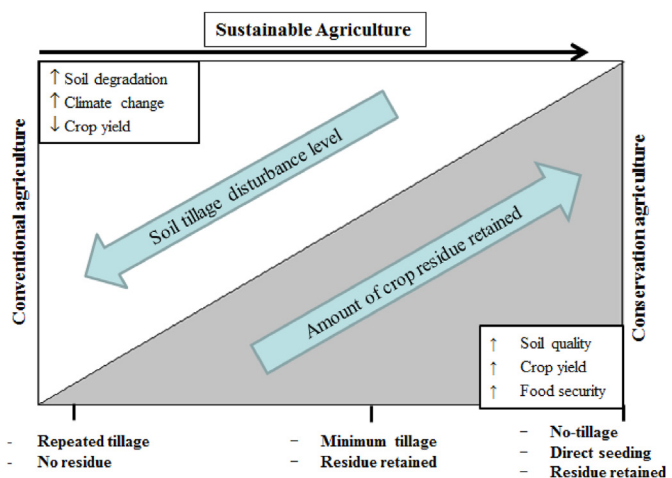 Sustainable Agriculture
↑ Soil degradation
↑ Climate change
↓ Crop yield
Conventional agriculture
Soil tillage disturbance level
Amount of crop residue retained
Conservation agriculture
↑ Soil quality
↑ Crop yield
↑ Food security
- Repeated tillage
- No residue
– Minimum tillage
– Residue retained
– No-tillage
– Direct seeding
– Residue retained